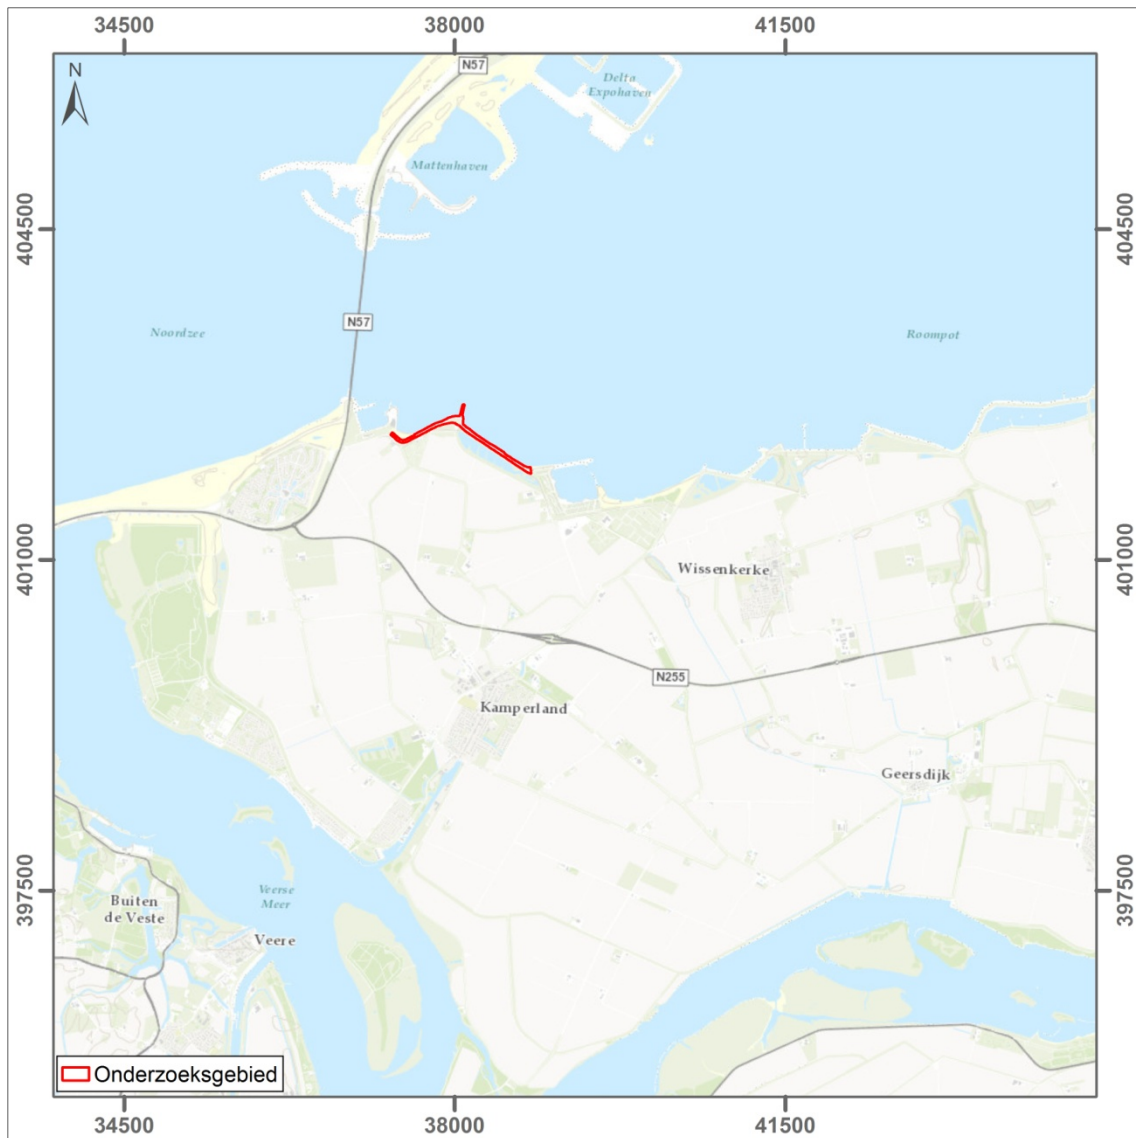 34500 38000 41500
N57
N
Delta
Expohaven
Mattenhaven
404500 404500
N57
Noordzee
Roompot
401000 401000
Wissenkerke
N255
Kamperland
Geersdijk
397500 397500
Veerse
Meer
Buiten
de Veste
Veere
Onderzoeksgebied
34500 38000 41500